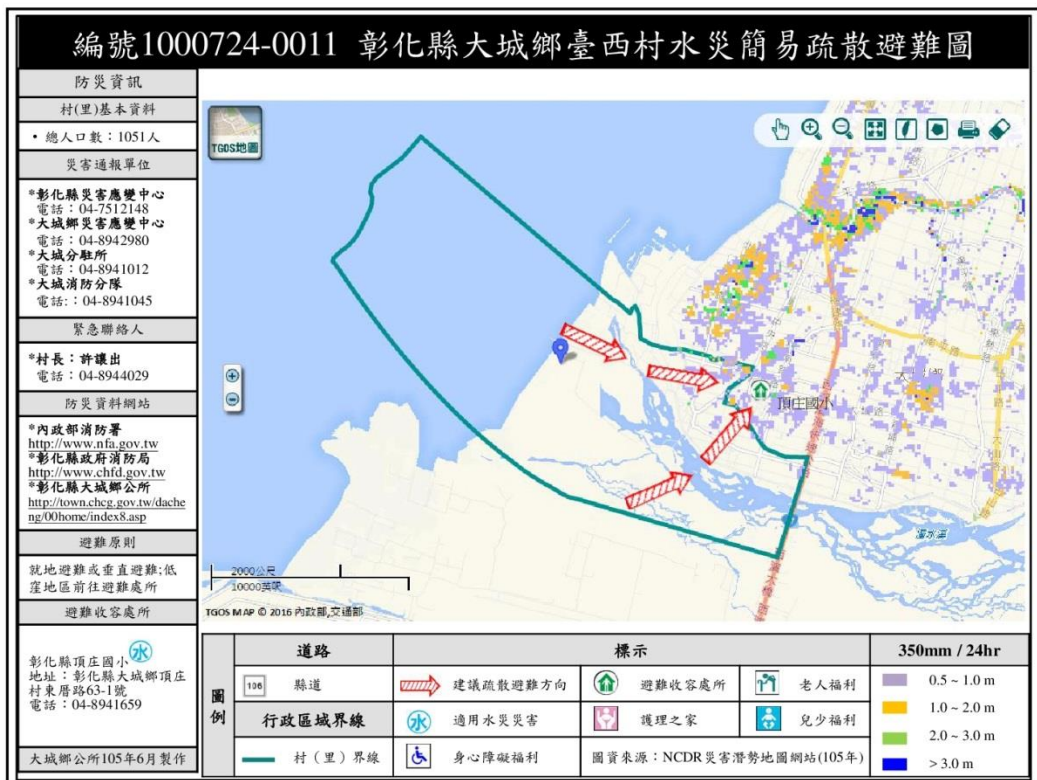 編號1000724-0011 彰化縣大城鄉臺西村水災簡易疏散避難圖
防災資訊
村(里)基本資料
• 總人口數：1051人
災害通報單位
*彰化縣災害應變中心
電話：04-7512148
*大城鄉災害應變中心
電話：04-8942980
*大城分駐所
電話：04-8941012
*大城消防分隊
電話:：04-8941045
緊急聯絡人
*村長：許讓出
電話：04-8944029
防災資料網站
*內政部消防署
http://www.nfa.gov.tw
*彰化縣政府消防局
http://www.chfd.gov.tw
*彰化縣大城鄉公所
http://town.chcg.gov.tw/dache
ng/00home/index8.asp
避難原則
就地避難或垂直避難;低
窪地區前往避難處所
避難收容處所
水
彰化縣頂庄國小
地址：彰化縣大城鄉頂庄
村東厝路63-1號
電話：04-8941659
大城鄉公所105年6月製作
TGOS地圖
頂庄國小
濁水溪
2000公尺
10000英呎
TGOS MAP © 2016 內政部,交通部
圖例
道路
標示
350mm / 24hr
106 縣道
建議疏散避難方向
避難收容處所
老人福利
0.5 ~ 1.0 m
行政區域界線
水 適用水災災害
護理之家
兒少福利
1.0 ~ 2.0 m
2.0 ~ 3.0 m
村（里）界線
身心障礙福利
圖資來源：NCDR災害潛勢地圖網站(105年)
> 3.0 m